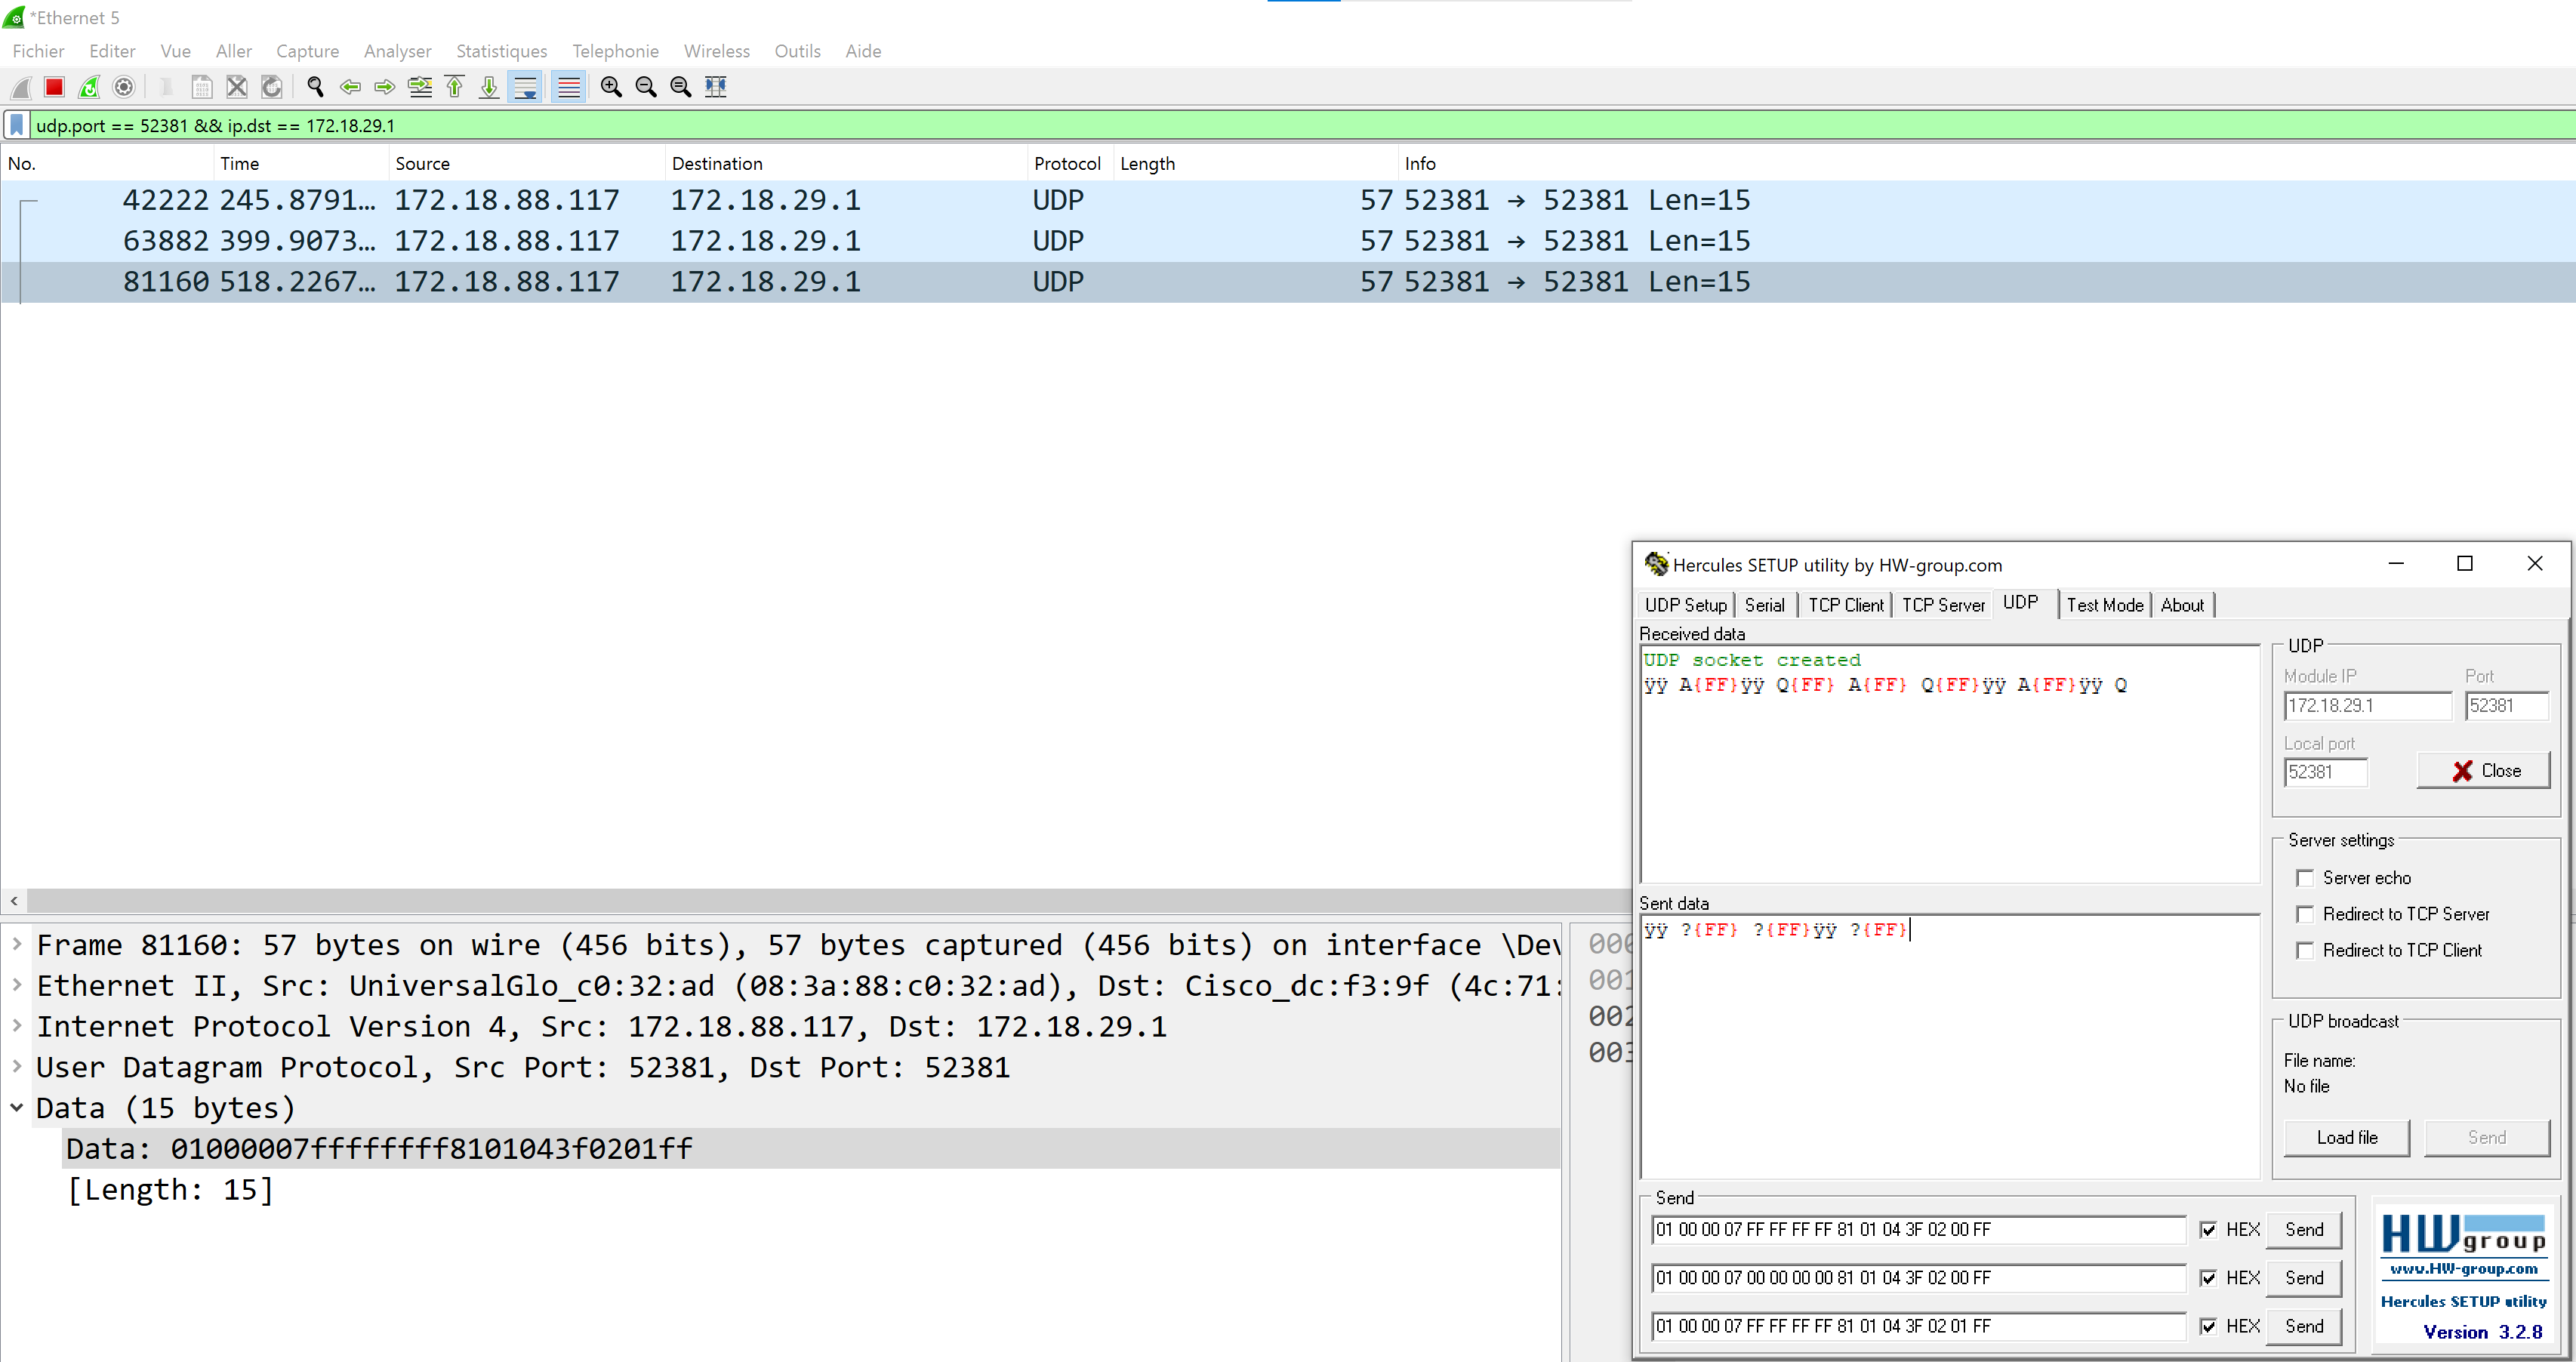 *Ethernet 5
Fichier Editer Vue Aller Capture Analyser Statistiques Telephonie Wireless Outils Aide
udp.port == 52381 && ip.dst == 172.18.29.1
No. Time Source Destination Protocol Length Info
42222 245.8791… 172.18.88.117 172.18.29.1 UDP 57 52381 → 52381 Len=15
63882 399.9073… 172.18.88.117 172.18.29.1 UDP 57 52381 → 52381 Len=15
81160 518.2267… 172.18.88.117 172.18.29.1 UDP 57 52381 → 52381 Len=15
Frame 81160: 57 bytes on wire (456 bits), 57 bytes captured (456 bits) on interface \Dev
Ethernet II, Src: UniversalGlo_c0:32:ad (08:3a:88:c0:32:ad), Dst: Cisco_dc:f3:9f (4c:71:
Internet Protocol Version 4, Src: 172.18.88.117, Dst: 172.18.29.1
User Datagram Protocol, Src Port: 52381, Dst Port: 52381
Data (15 bytes)
Data: 01000007ffffffff8101043f0201ff
[Length: 15]
000
001
002
003
Hercules SETUP utility by HW-group.com
UDP Setup Serial TCP Client TCP Server UDP Test Mode About
Received data
UDP socket created
ÿÿ A{FF}ÿÿ Q{FF} A{FF} Q{FF}ÿÿ A{FF}ÿÿ Q
Sent data
ÿÿ ?{FF} ?{FF}ÿÿ ?{FF}
UDP
Module IP Port
172.18.29.1 52381
Local port
52381 Close
Server settings
Server echo
Redirect to TCP Server
Redirect to TCP Client
UDP broadcast
File name:
No file
Load file Send
Send
01 00 00 07 FF FF FF FF 81 01 04 3F 02 00 FF HEX Send
01 00 00 07 00 00 00 00 81 01 04 3F 02 00 FF HEX Send
01 00 00 07 FF FF FF FF 81 01 04 3F 02 01 FF HEX Send
HW group
www.HW-group.com
Hercules SETUP utility
Version 3.2.8